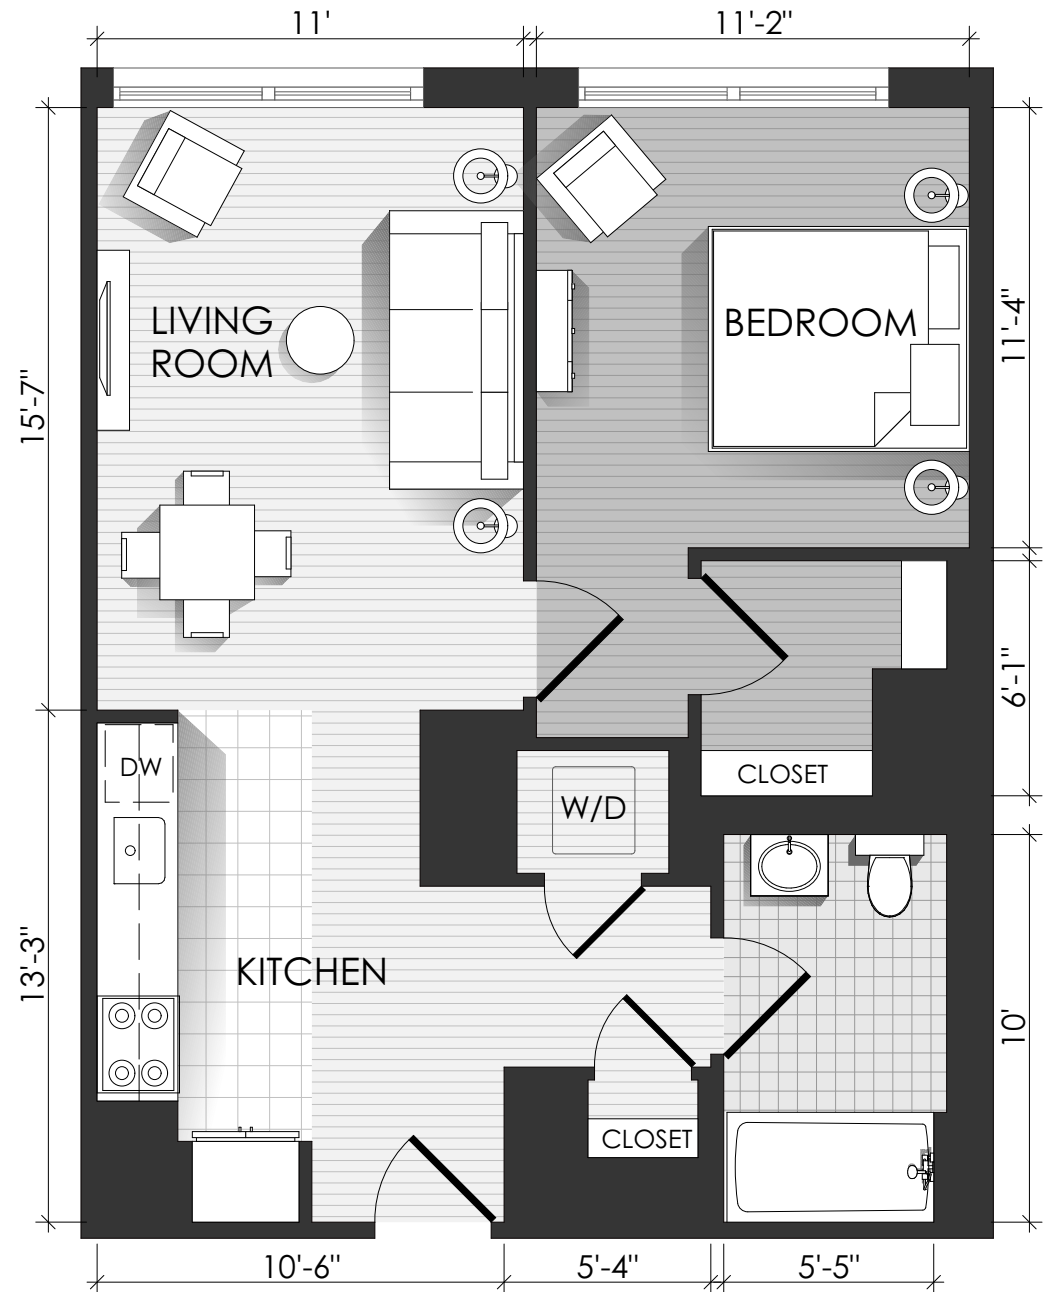 11'
11'-2"
LIVING
ROOM
BEDROOM
11'-4"
15'-7"
6'-1"
DW
CLOSET
W/D
KITCHEN
13'-3"
10'
CLOSET
10'-6"
5'-4"
5'-5"